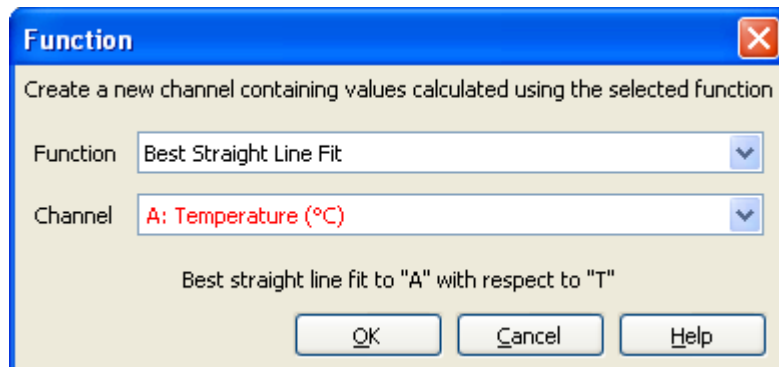 Function
Create a new channel containing values calculated using the selected function
Function Best Straight Line Fit
Channel A: Temperature (°C)
Best straight line fit to "A" with respect to "T"
OK Cancel Help